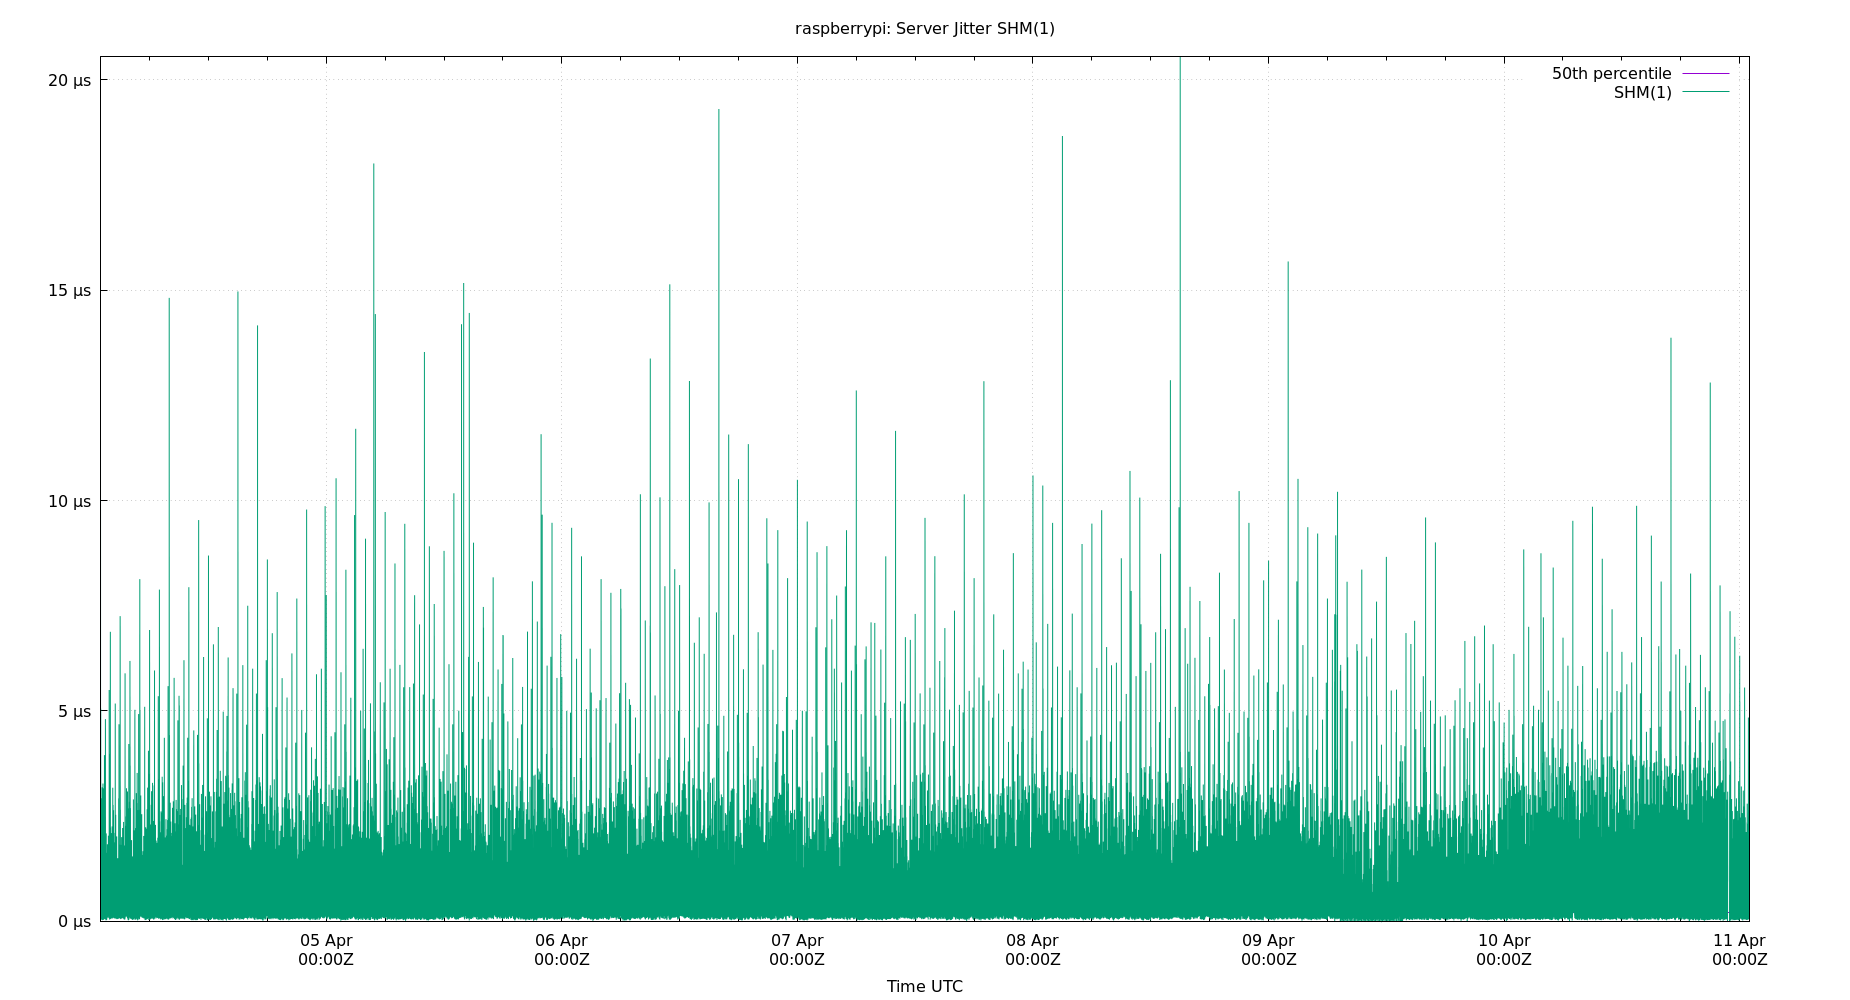 raspberrypi: Server Jitter SHM(1)
50th percentile
SHM(1)
20 µs
15 µs
10 µs
5 µs
0 µs
05 Apr 06 Apr 07 Apr 08 Apr 09 Apr 10 Apr 11 Apr
00:00Z 00:00Z 00:00Z 00:00Z 00:00Z 00:00Z 00:00Z
Time UTC